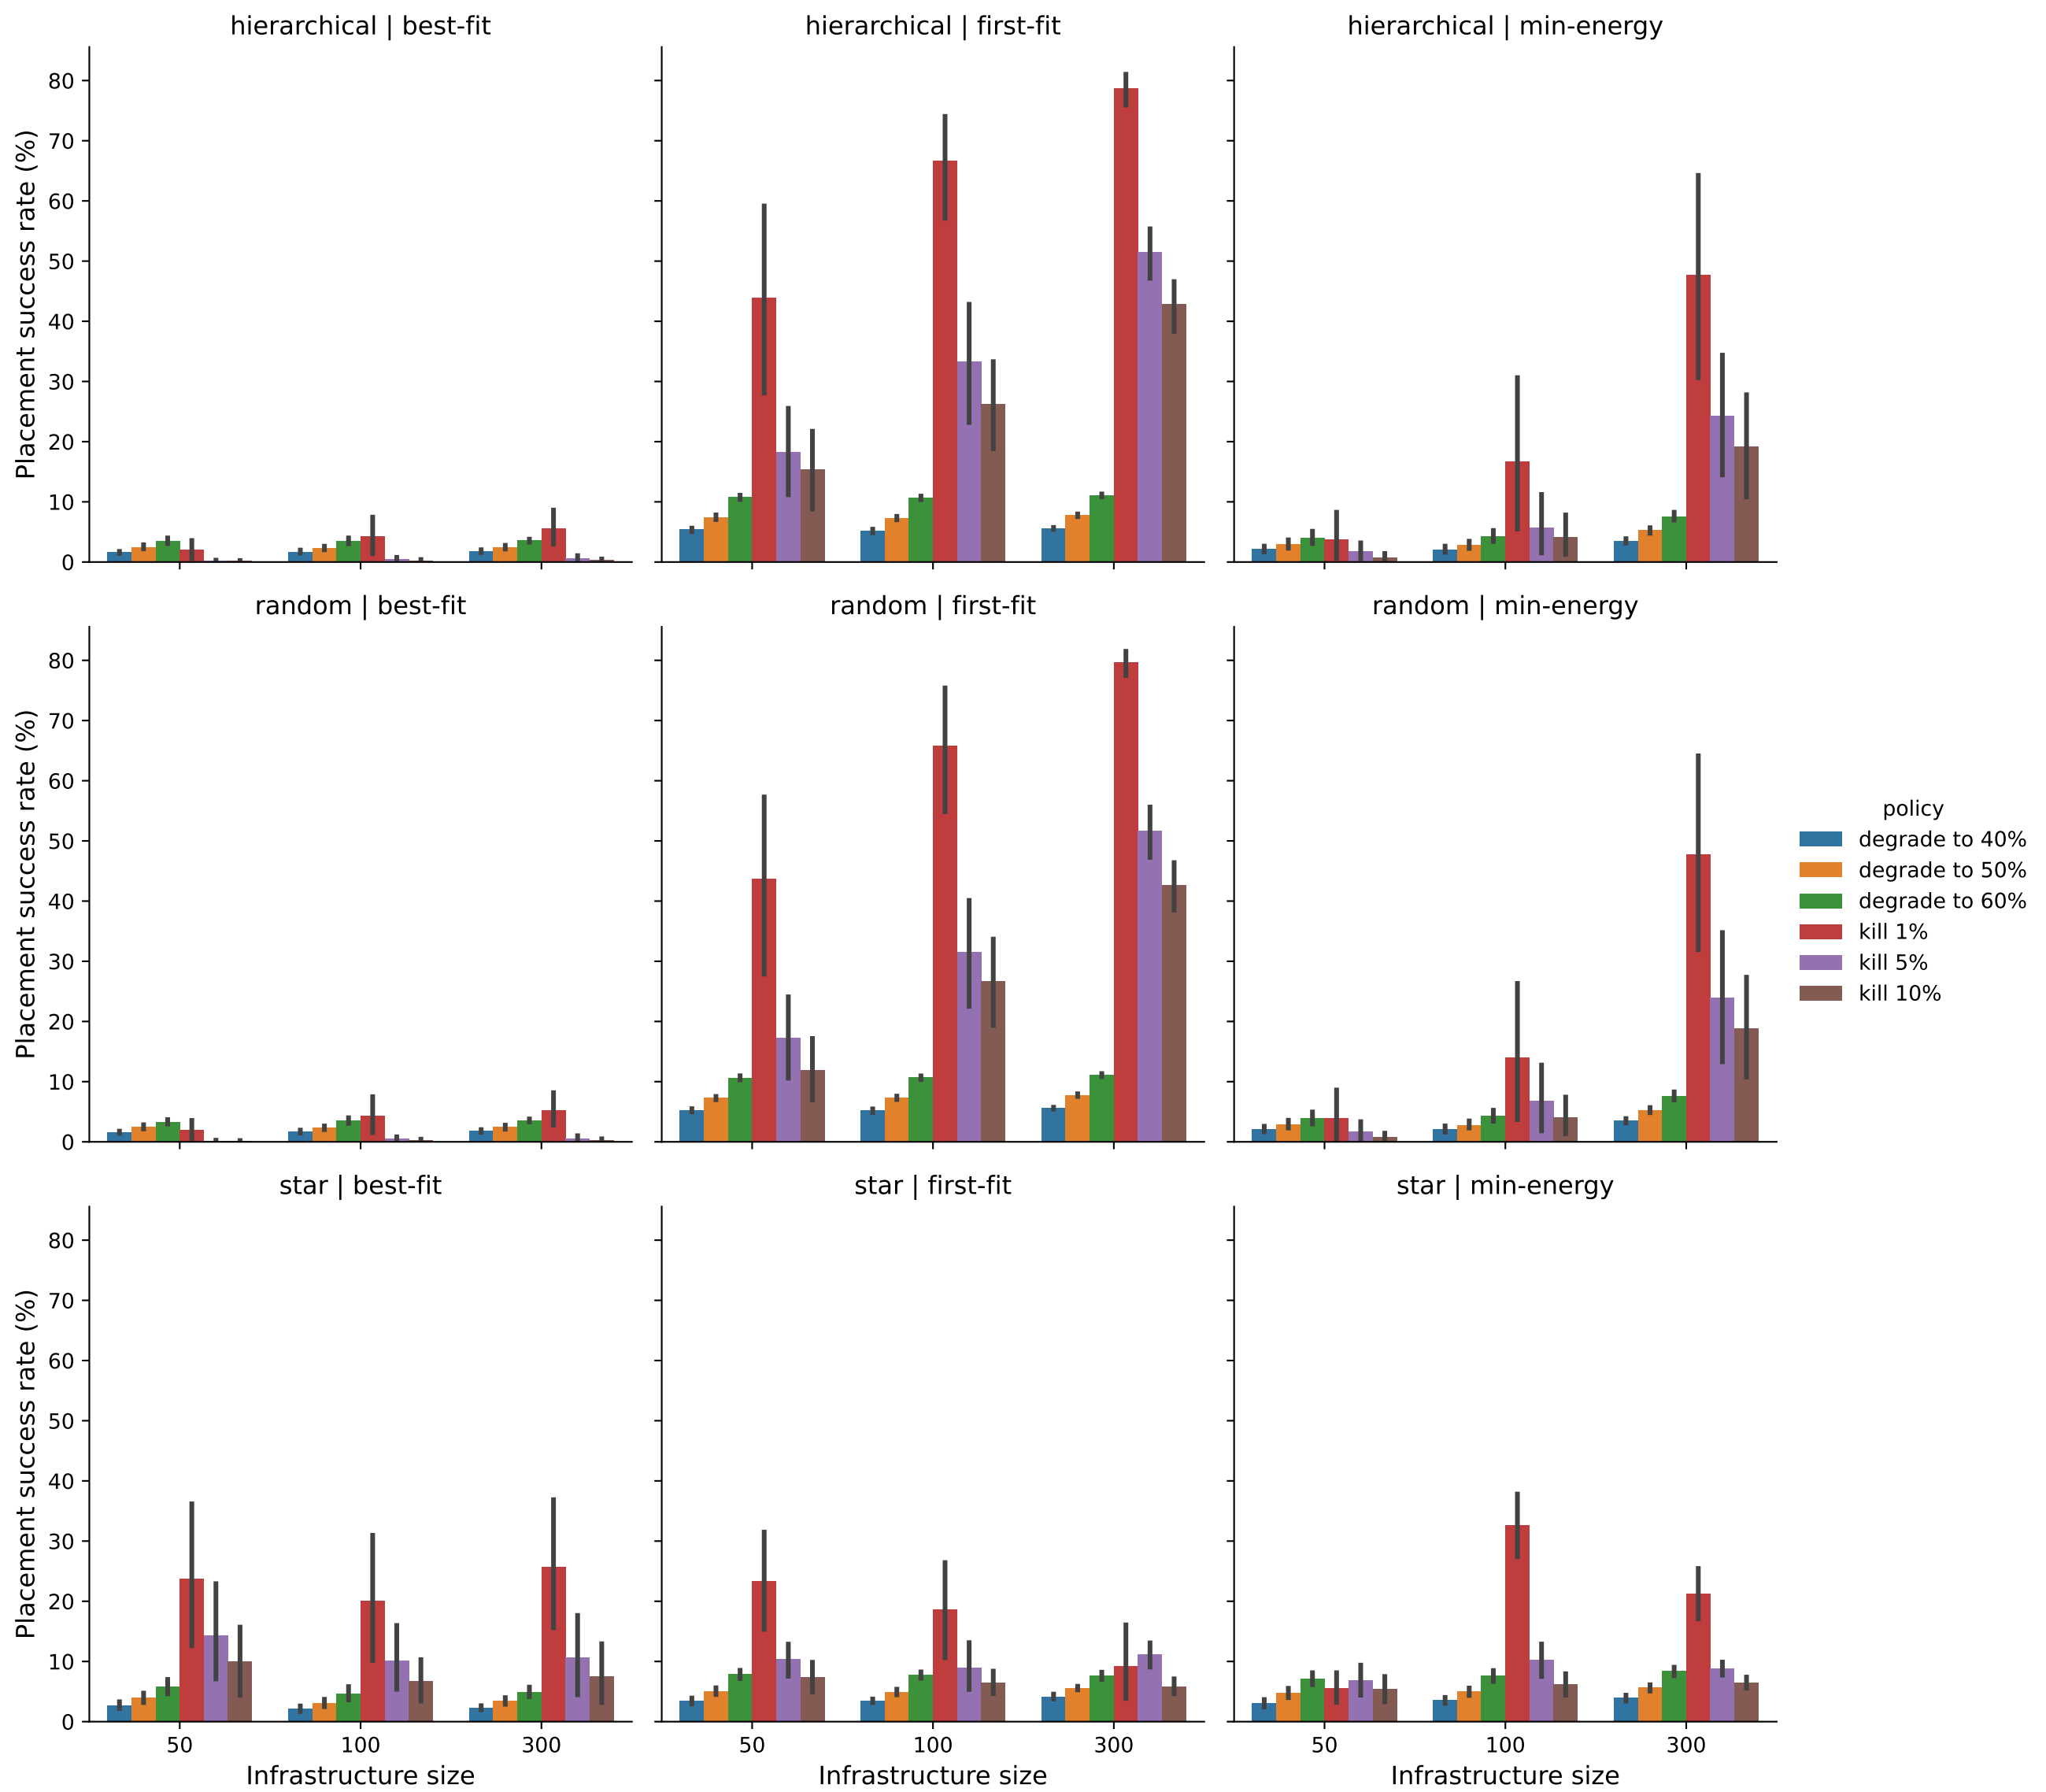 hierarchical | best-fit
hierarchical | first-fit
hierarchical | min-energy
Placement success rate (%)
80
70
60
50
40
30
20
10
0
random | best-fit
random | first-fit
random | min-energy
Placement success rate (%)
80
70
60
50
40
30
20
10
0
policy
degrade to 40%
degrade to 50%
degrade to 60%
kill 1%
kill 5%
kill 10%
star | best-fit
star | first-fit
star | min-energy
Placement success rate (%)
80
70
60
50
40
30
20
10
0
50 100 300
50 100 300
50 100 300
Infrastructure size
Infrastructure size
Infrastructure size